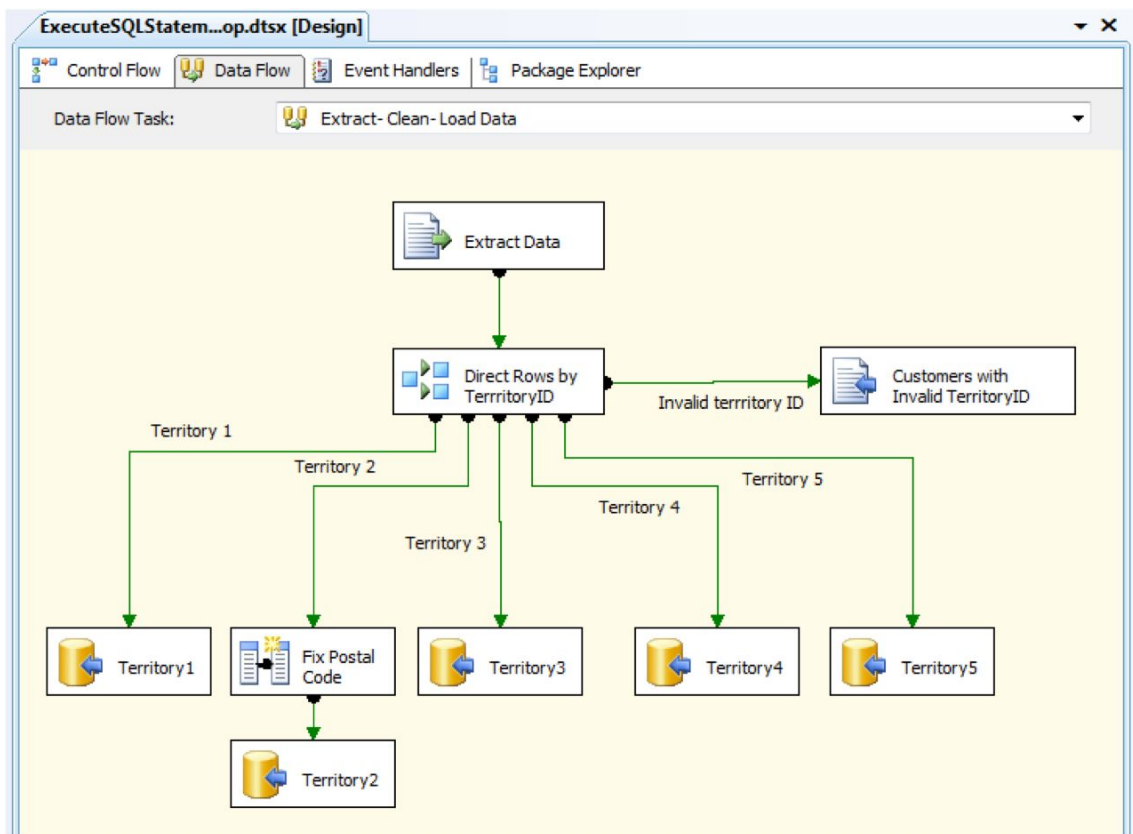 ExecuteSQLStatem...op.dtsx [Design]
Control Flow Data Flow Event Handlers Package Explorer
Data Flow Task: Extract- Clean- Load Data
Extract Data
Direct Rows by
TerrritoryID
Invalid terrritory ID
Customers with
Invalid TerritoryID
Territory 1
Territory 2
Territory 3
Territory 4
Territory 5
Territory1
Fix Postal
Code
Territory3
Territory4
Territory5
Territory2